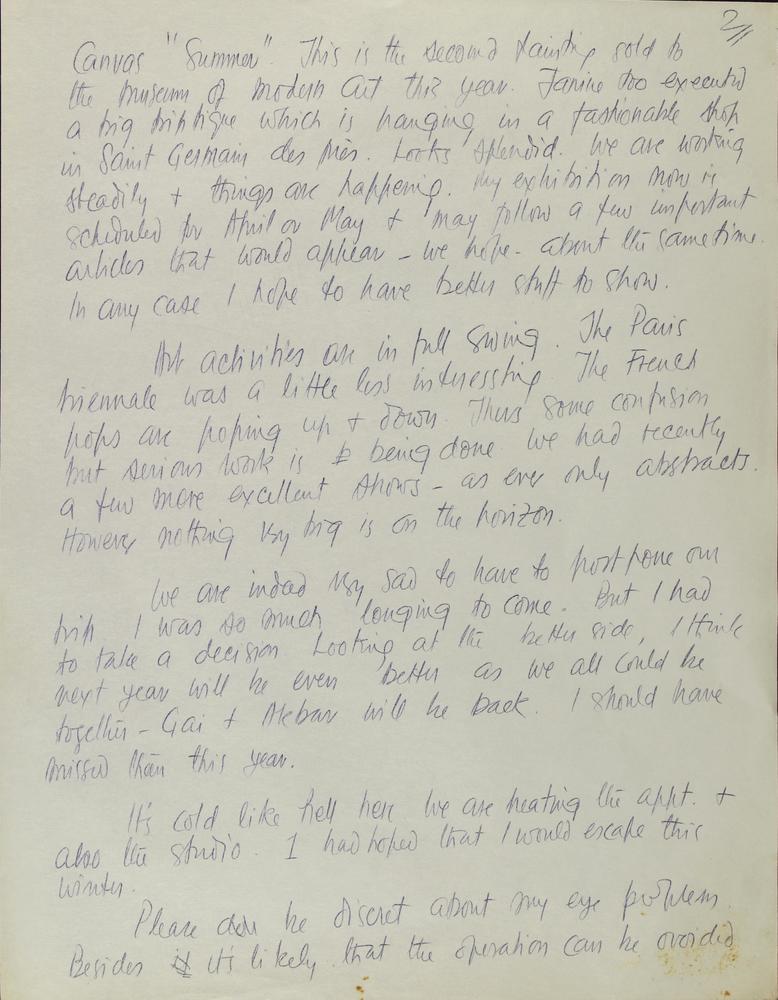 2//
Canvas "Summer". This is the second painting sold to
the Museum of Modern Art this year. Janine too executed
a big triptique which is hanging in a fashionable shop
in Saint Germain des Près. Looks splendid. We are working
steadily + things are happening. My exhibition now is
scheduled for April or May + may follow a few important
articles that would appear – we hope – about the same time.
In any case I hope to have better stuff to show.
Art activities are in full swing. The Paris
biennale was a little less interessting. The French
pops are poping up + down. Thus some confusion
but serious work is being done. We had recently
a few more excellent shows – as ever only abstracts.
However nothing very big is on the horizon.
We are indeed very sad to have to postpone our
trip. I was so much longing to come. But I had
to take a decision. Looking at the better side, I think
next year will be even better as we all could be
together – Gai + Akbar will be back. I should have
missed them this year.
It's cold like hell here. We are heating the appt. +
also the studio. I had hoped that I would escape this
winter.
Please be discret about my eye problem.
Besides it's likely that the operation can be avoided